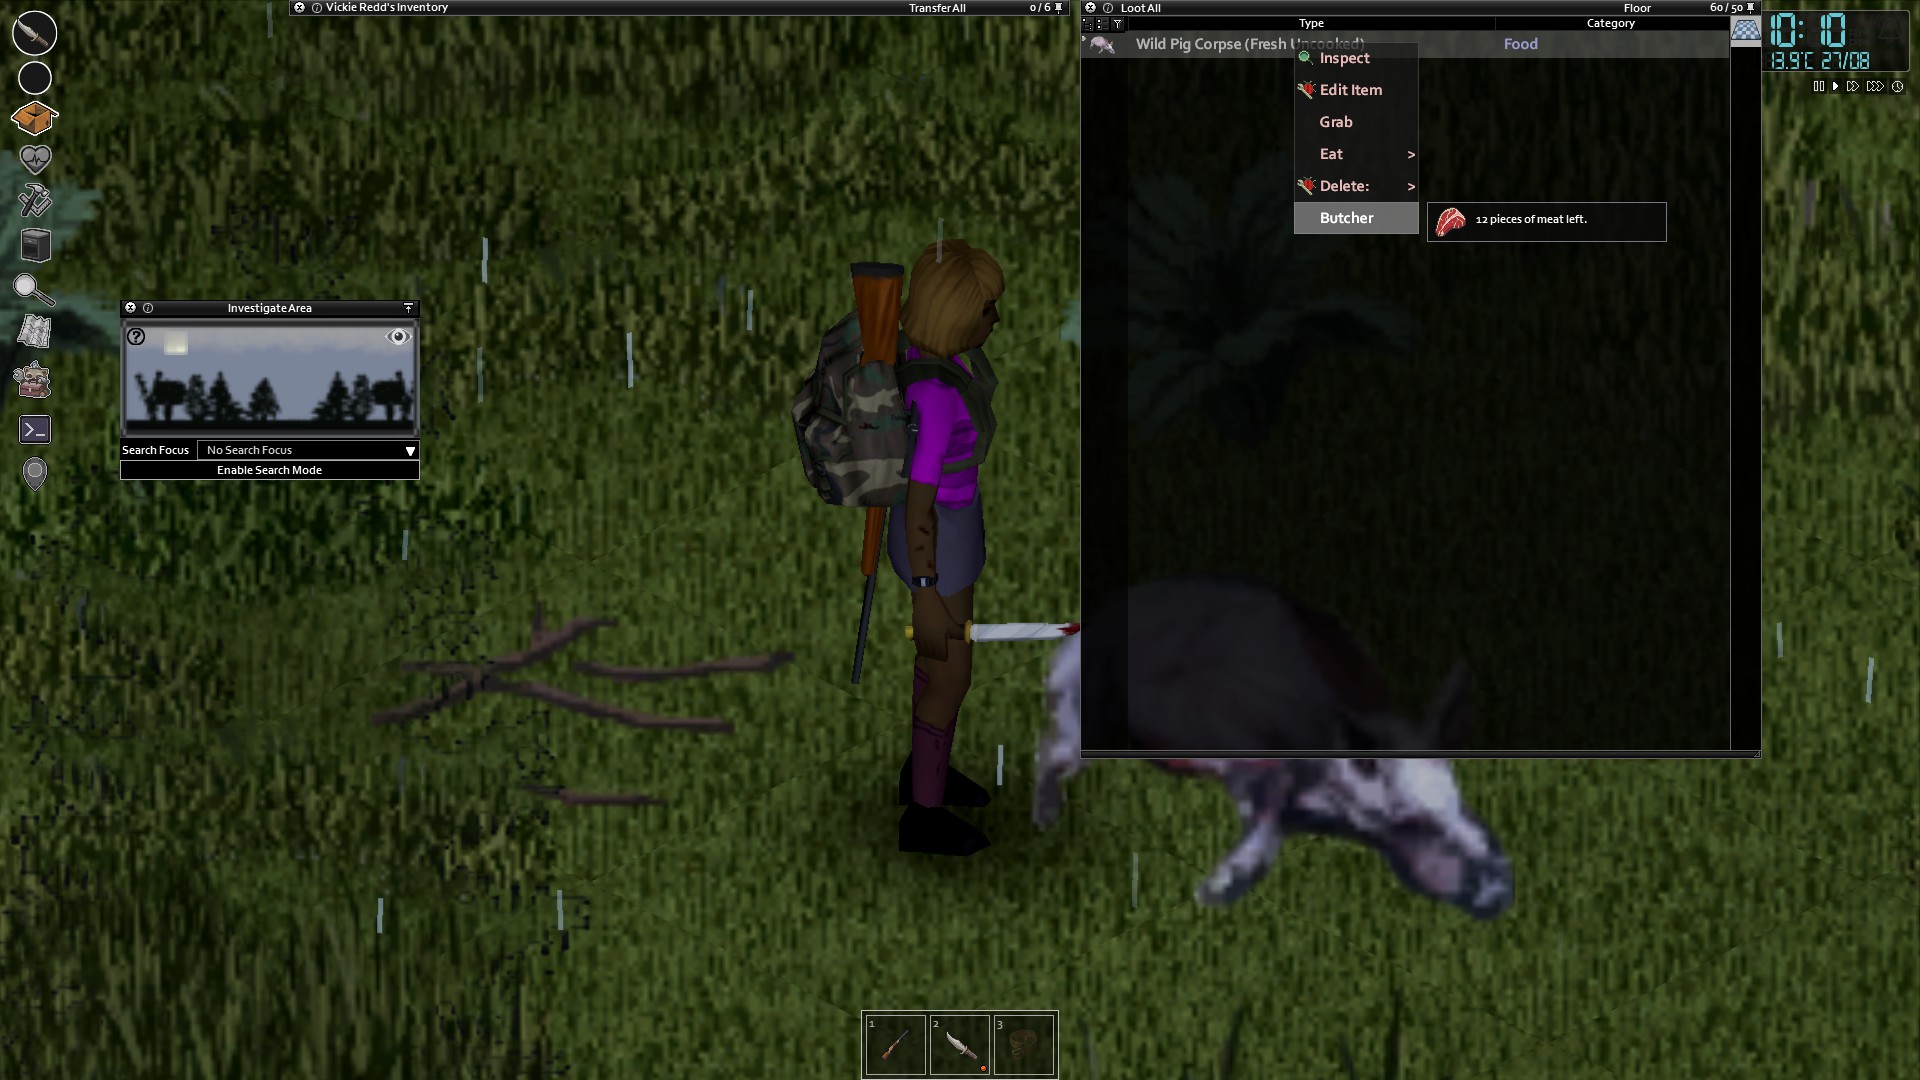 Vickie Redd's Inventory Transfer All 0 / 6
Loot All Floor 60 / 50
Type Category
Wild Pig Corpse (Fresh Uncooked) Food
10:10
13.9°C 27/08
Inspect
Edit Item
Grab
Eat >
Delete: >
Butcher
12 pieces of meat left.
Investigate Area
?
Search Focus No Search Focus
Enable Search Mode
1 2 3